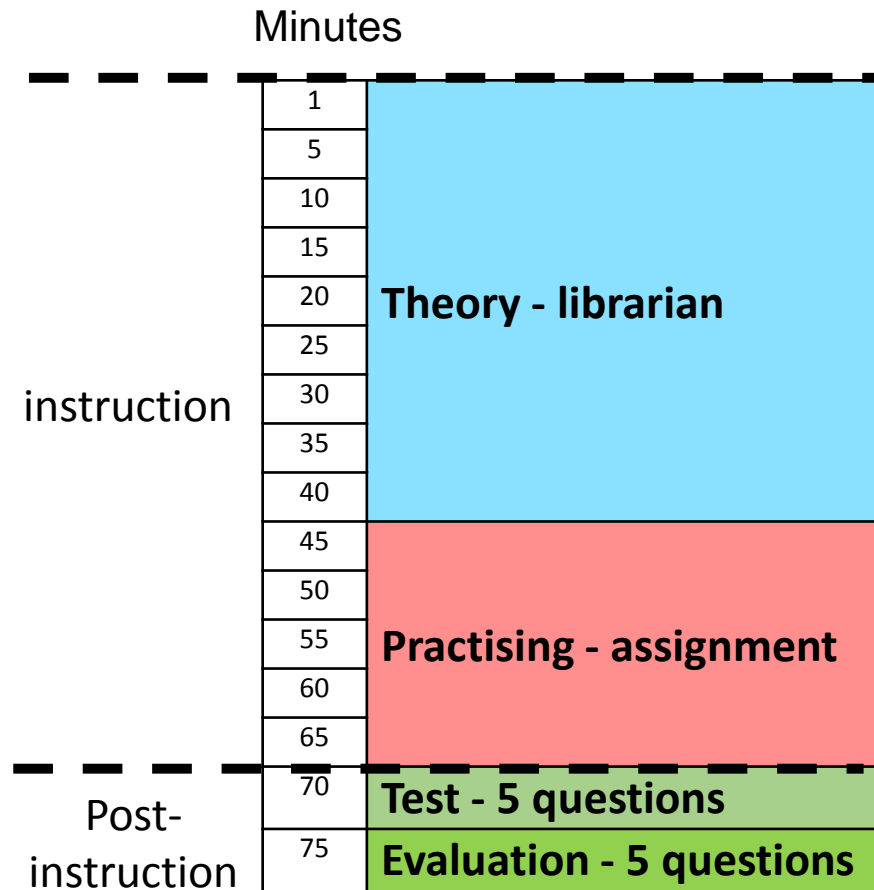 Minutes
1
5
10
15
20
Theory - librarian
25
instruction
30
35
40
45
50
55
Practising - assignment
60
65
70
Test - 5 questions
Post-
instruction
75
Evaluation - 5 questions